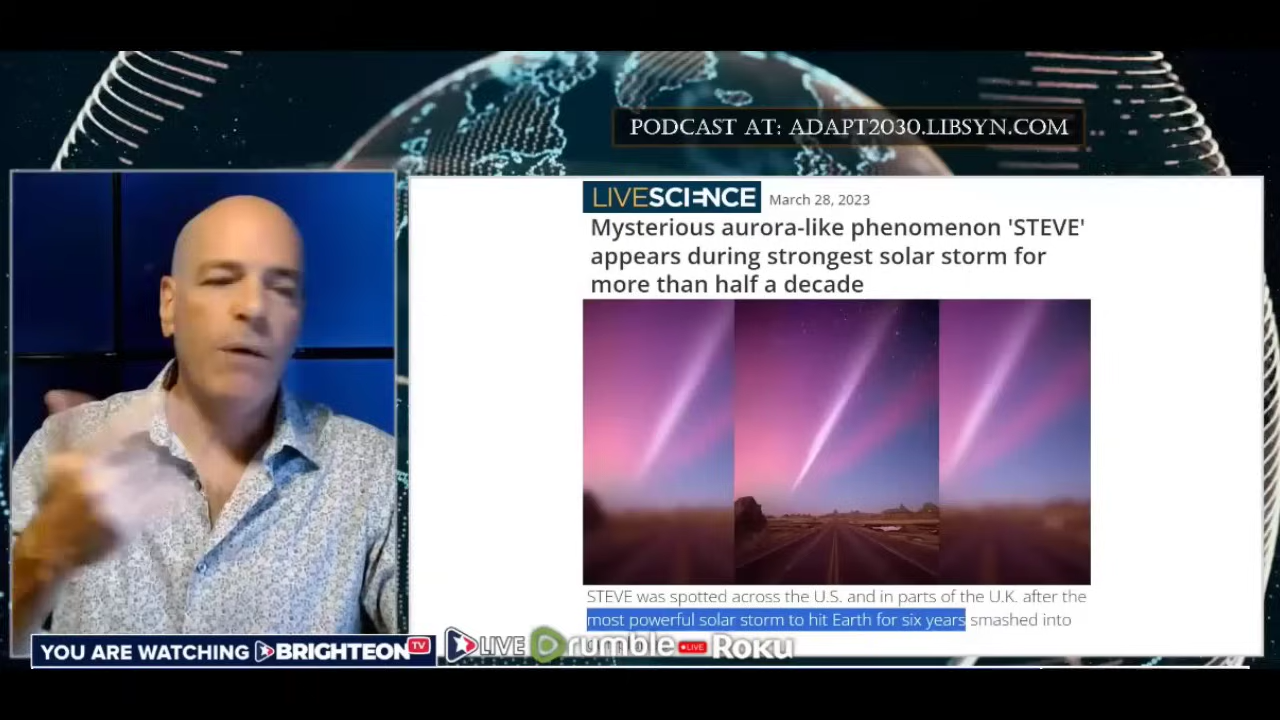 PODCAST AT: ADAPT2030.LIBSYN.COM
LIVESCIENCE March 28, 2023
Mysterious aurora-like phenomenon 'STEVE'
appears during strongest solar storm for
more than half a decade
STEVE was spotted across the U.S. and in parts of the U.K. after the
most powerful solar storm to hit Earth for six years smashed into
YOU ARE WATCHING BRIGHTEON TV LIVE rumble LIVE ROKU